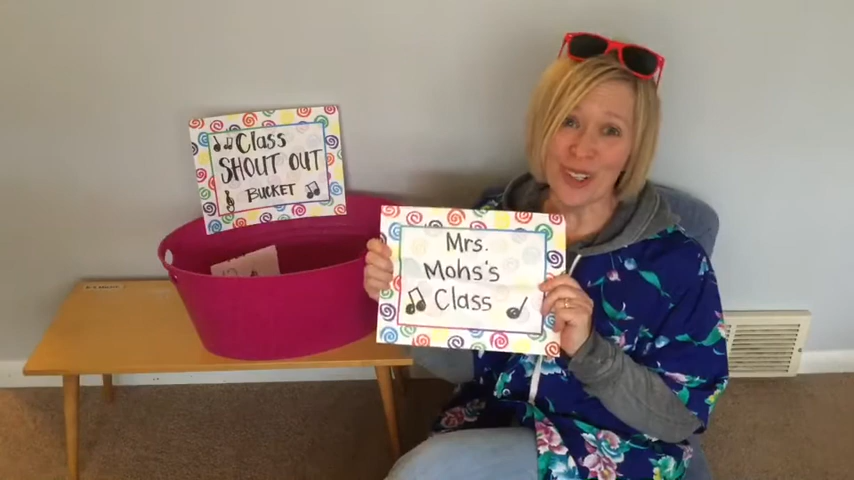 Class
SHOUT OUT
BUCKET
Mrs.
Mohs's
Class